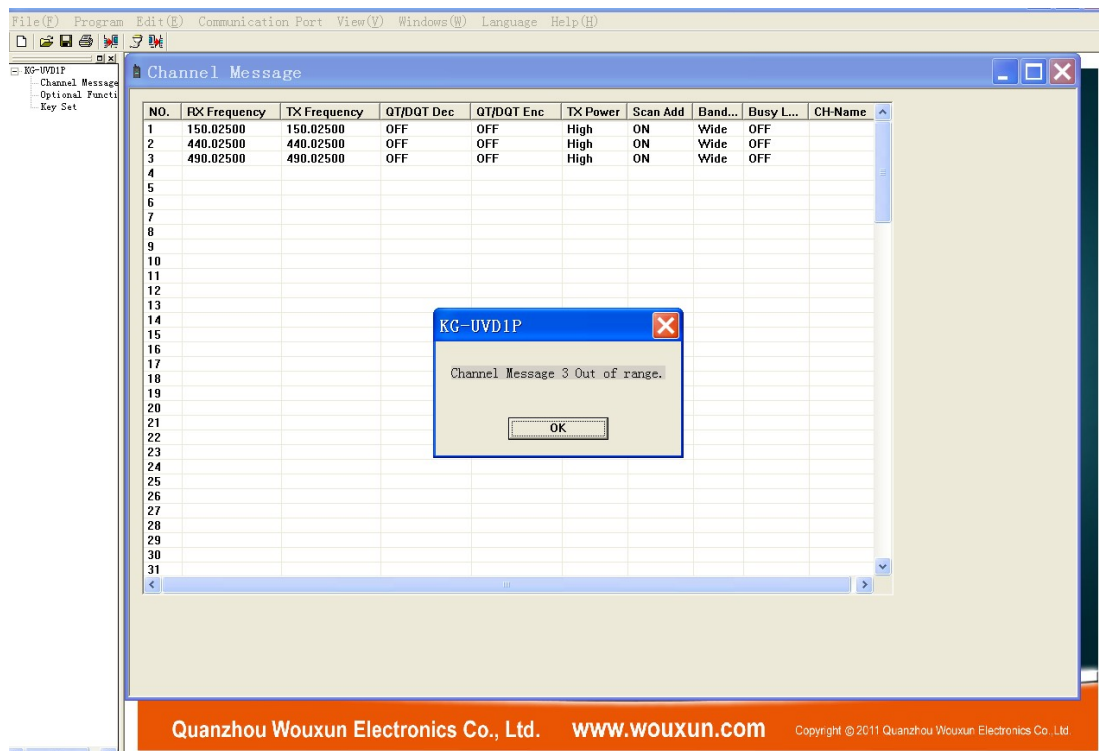 File(F) Program Edit(E) Communication Port View(V) Windows(W) Language Help(H)
KG-UVD1P
Channel Message
Optional Functi
Key Set
Channel Message
NO. RX Frequency TX Frequency QT/DQT Dec QT/DQT Enc TX Power Scan Add Band... Busy L... CH-Name
1 150.02500 150.02500 OFF OFF High ON Wide OFF
2 440.02500 440.02500 OFF OFF High ON Wide OFF
3 490.02500 490.02500 OFF OFF High ON Wide OFF
4
5
6
7
8
9
10
11
12
13
14
15
16
17
18
19
20
21
22
23
24
25
26
27
28
29
30
31
KG-UVD1P
Channel Message 3 Out of range.
OK
Quanzhou Wouxun Electronics Co., Ltd. www.wouxun.com Copyright @ 2011 Quanzhou Wouxun Electronics Co.,Ltd.